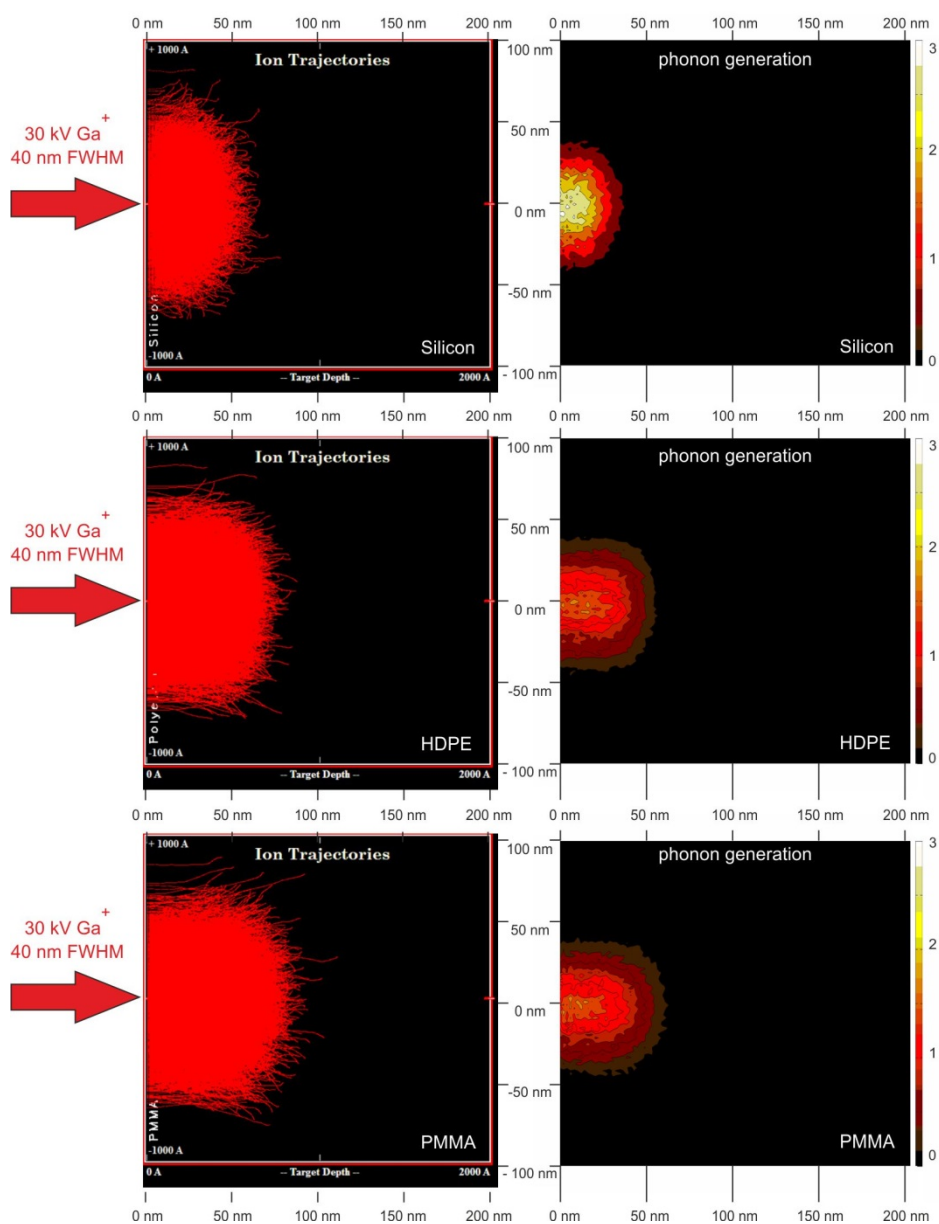 0 nm 50 nm 100 nm 150 nm 200 nm
0 nm 50 nm 100 nm 150 nm 200 nm
+ 1000 A
Ion Trajectories
30 kV Ga+
40 nm FWHM
Silicon
-1000 A
Silicon
0 A -- Target Depth -- 2000 A
100 nm
50 nm
0 nm
-50 nm
- 100 nm
phonon generation
Silicon
3
2
1
0
0 nm 50 nm 100 nm 150 nm 200 nm
0 nm 50 nm 100 nm 150 nm 200 nm
+ 1000 A
Ion Trajectories
30 kV Ga+
40 nm FWHM
Polye
-1000 A
HDPE
0 A -- Target Depth -- 2000 A
100 nm
50 nm
0 nm
-50 nm
- 100 nm
phonon generation
HDPE
3
2
1
0
0 nm 50 nm 100 nm 150 nm 200 nm
0 nm 50 nm 100 nm 150 nm 200 nm
+ 1000 A
Ion Trajectories
30 kV Ga+
40 nm FWHM
PMMA
-1000 A
PMMA
0 A -- Target Depth -- 2000 A
100 nm
50 nm
0 nm
-50 nm
- 100 nm
phonon generation
PMMA
3
2
1
0
0 nm 50 nm 100 nm 150 nm 200 nm
0 nm 50 nm 100 nm 150 nm 200 nm